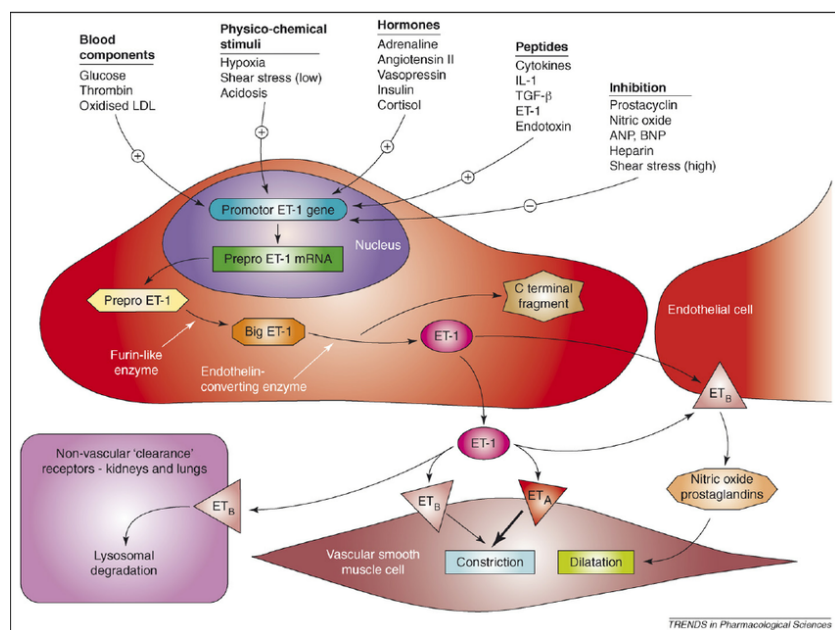 Blood
components
Glucose
Thrombin
Oxidised LDL
Physico-chemical
stimuli
Hypoxia
Shear stress (low)
Acidosis
Hormones
Adrenaline
Angiotensin II
Vasopressin
Insulin
Cortisol
Peptides
Cytokines
IL-1
TGF-β
ET-1
Endotoxin
Inhibition
Prostacyclin
Nitric oxide
ANP, BNP
Heparin
Shear stress (high)
+
+
+
+
−
Promotor ET-1 gene
Nucleus
Prepro ET-1 mRNA
Prepro ET-1
Big ET-1
Furin-like
enzyme
Endothelin-
converting enzyme
C terminal
fragment
ET-1
Endothelial cell
ETB
ET-1
Non-vascular 'clearance'
receptors - kidneys and lungs
ETB
Lysosomal
degradation
ETB
ETA
Nitric oxide
prostaglandins
Vascular smooth
muscle cell
Constriction
Dilatation
TRENDS in Pharmacological Sciences